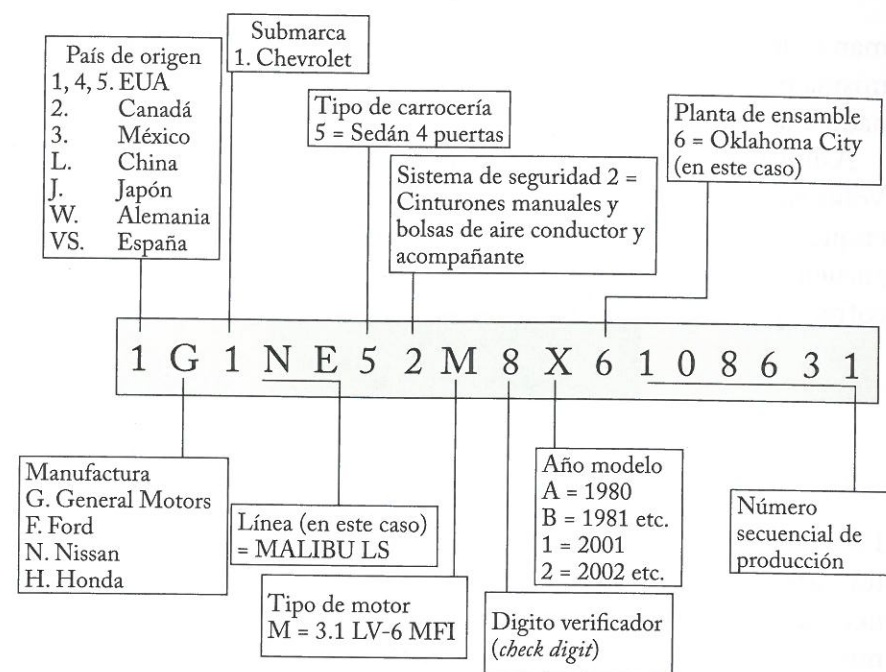 País de origen
1, 4, 5. EUA
2. Canadá
3. México
L. China
J. Japón
W. Alemania
VS. España
Submarca
1. Chevrolet
Tipo de carrocería
5 = Sedán 4 puertas
Sistema de seguridad 2 =
Cinturones manuales y
bolsas de aire conductor y
acompañante
Planta de ensamble
6 = Oklahoma City
(en este caso)
1 G 1 N E 5 2 M 8 X 6 1 0 8 6 3 1
Manufactura
G. General Motors
F. Ford
N. Nissan
H. Honda
Línea (en este caso)
= MALIBU LS
Tipo de motor
M = 3.1 LV-6 MFI
Digito verificador
(check digit)
Año modelo
A = 1980
B = 1981 etc.
1 = 2001
2 = 2002 etc.
Número
secuencial de
producción